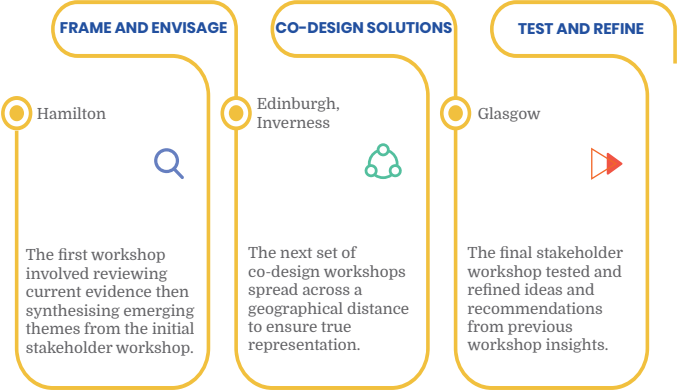 FRAME AND ENVISAGE
Hamilton
The first workshop
involved reviewing
current evidence then
synthesising emerging
themes from the initial
stakeholder workshop.
CO-DESIGN SOLUTIONS
Edinburgh,
Inverness
The next set of
co-design workshops
spread across a
geographical distance
to ensure true
representation.
TEST AND REFINE
Glasgow
The final stakeholder
workshop tested and
refined ideas and
recommendations
from previous
workshop insights.